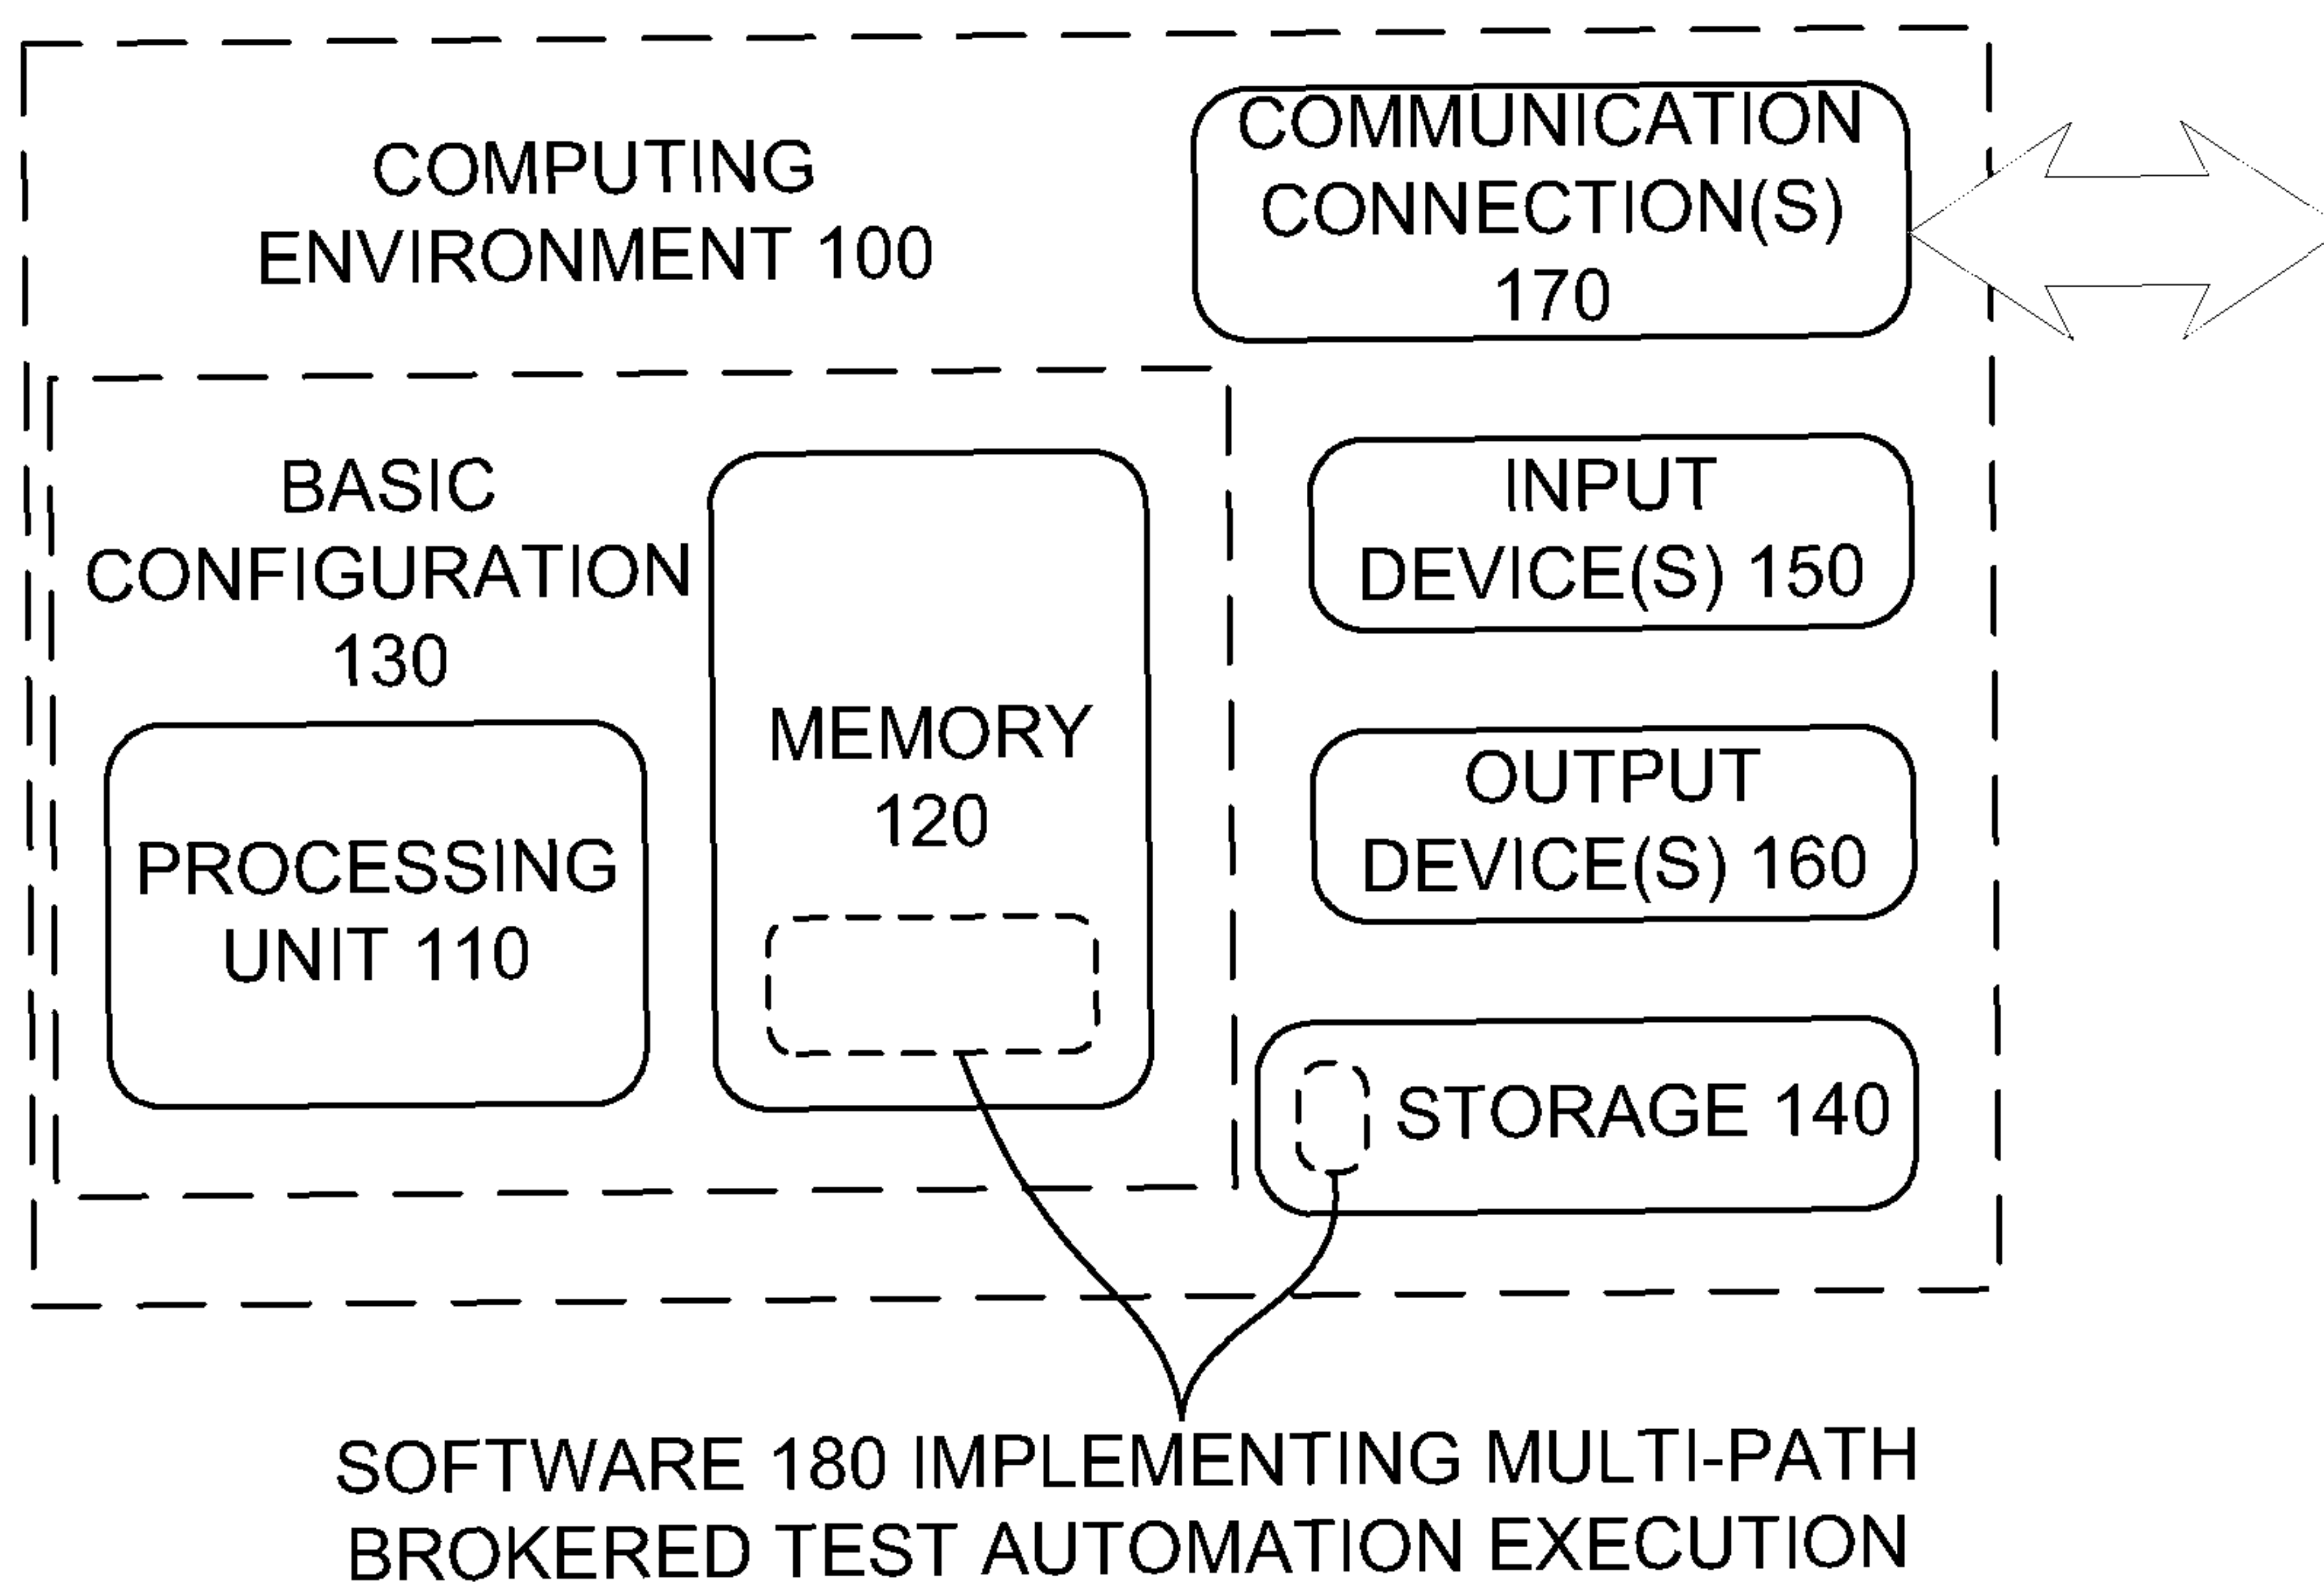 COMPUTING
ENVIRONMENT 100
COMMUNICATION
CONNECTION(S)
170
BASIC
CONFIGURATION
130
PROCESSING
UNIT 110
MEMORY
120
INPUT
DEVICE(S) 150
OUTPUT
DEVICE(S) 160
STORAGE 140
SOFTWARE 180 IMPLEMENTING MULTI-PATH
BROKERED TEST AUTOMATION EXECUTION